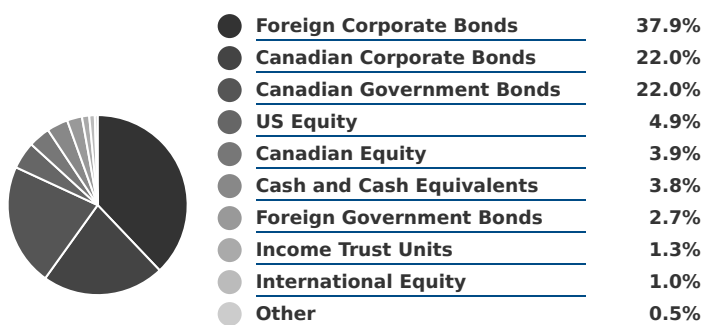 Foreign Corporate Bonds 37.9%
Canadian Corporate Bonds 22.0%
Canadian Government Bonds 22.0%
US Equity 4.9%
Canadian Equity 3.9%
Cash and Cash Equivalents 3.8%
Foreign Government Bonds 2.7%
Income Trust Units 1.3%
International Equity 1.0%
Other 0.5%